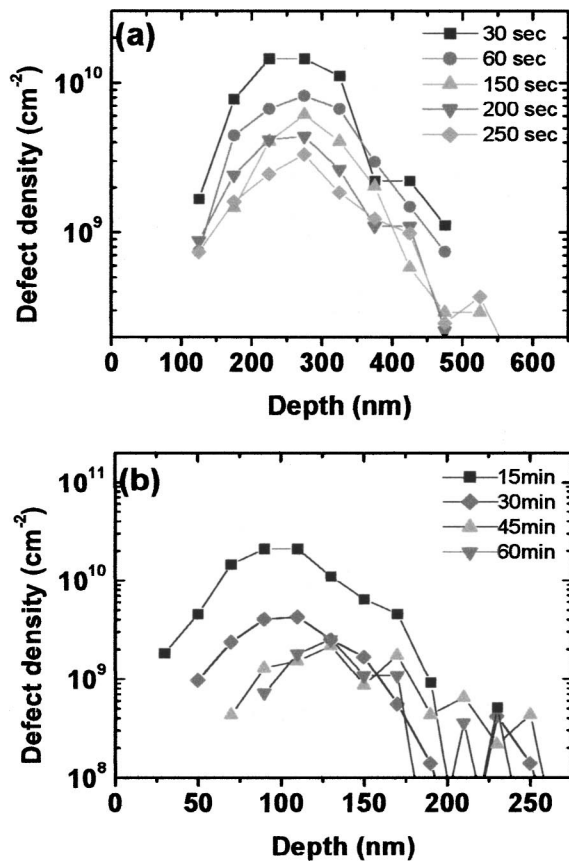 (a)
30 sec
60 sec
150 sec
200 sec
250 sec
10¹⁰
10⁹
Defect density (cm⁻²)
0 100 200 300 400 500 600
Depth (nm)
(b)
15min
30min
45min
60min
10¹¹
10¹⁰
10⁹
10⁸
Defect density (cm⁻²)
0 50 100 150 200 250
Depth (nm)